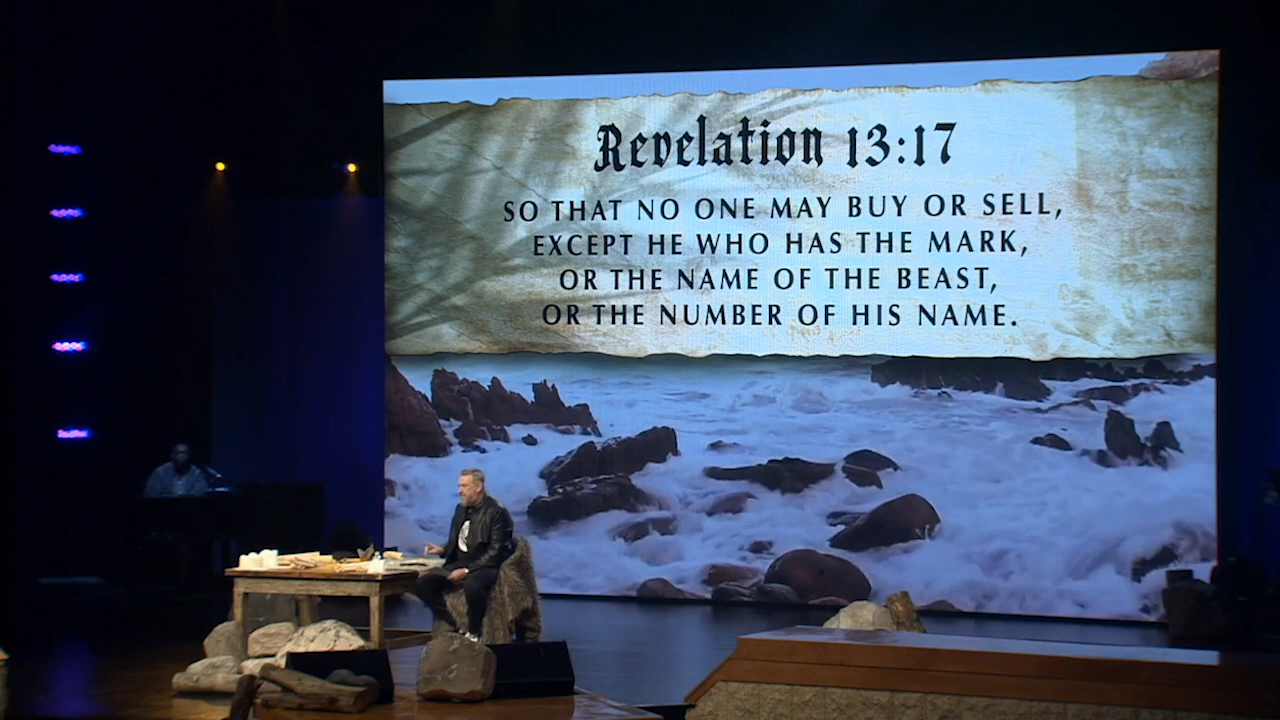 Revelation 13:17
SO THAT NO ONE MAY BUY OR SELL,
EXCEPT HE WHO HAS THE MARK,
OR THE NAME OF THE BEAST,
OR THE NUMBER OF HIS NAME.